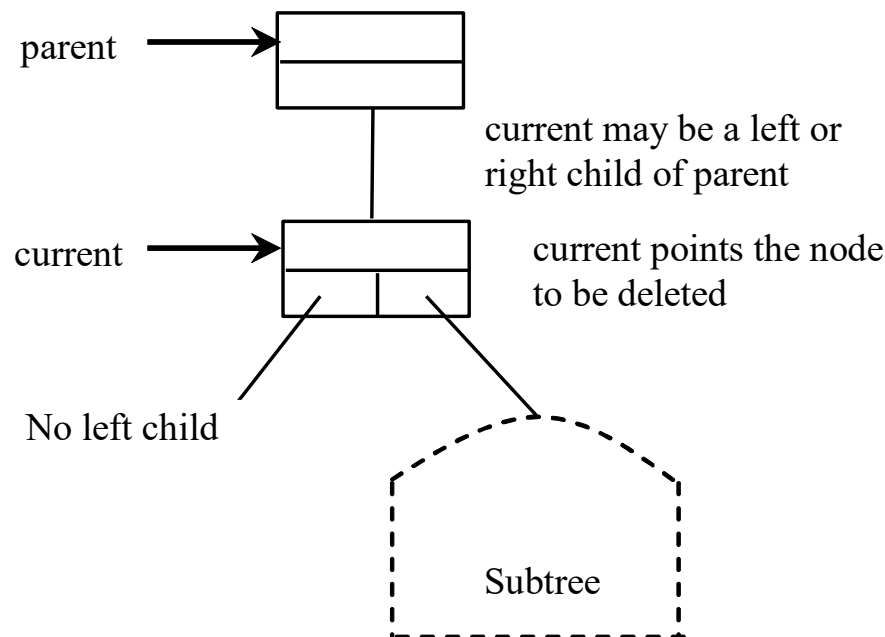 parent
current may be a left or
right child of parent
current
current points the node
to be deleted
No left child
Subtree